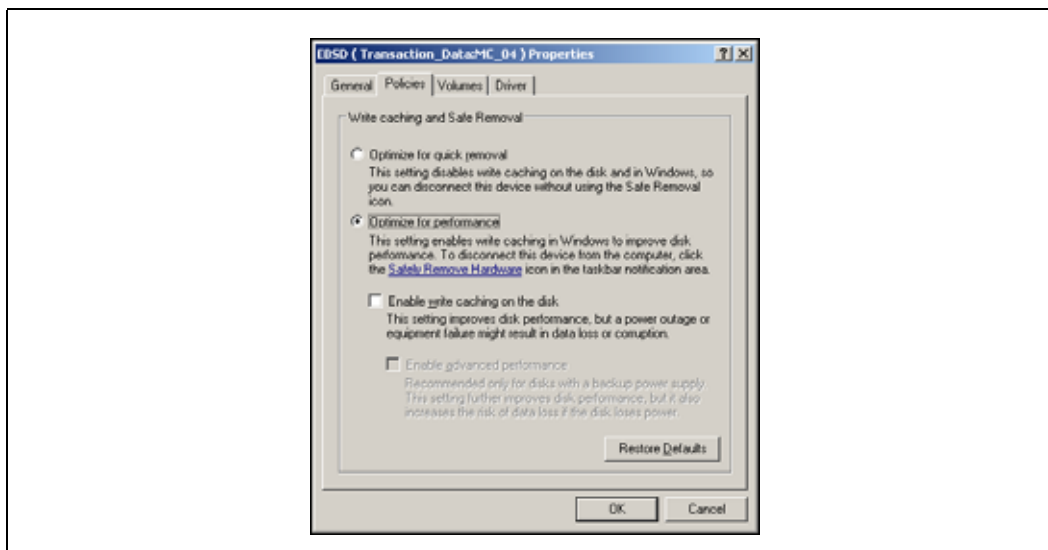 EBSD ( Transaction_Data:MC_04 ) Properties
General Policies Volumes Driver
Write caching and Safe Removal
Optimize for quick removal
This setting disables write caching on the disk and in Windows, so
you can disconnect this device without using the Safe Removal
icon.
Optimize for performance
This setting enables write caching in Windows to improve disk
performance. To disconnect this device from the computer, click
the Safely Remove Hardware icon in the taskbar notification area.
Enable write caching on the disk
This setting improves disk performance, but a power outage or
equipment failure might result in data loss or corruption.
Enable advanced performance
Recommended only for disks with a backup power supply.
This setting further improves disk performance, but it also
increases the risk of data loss if the disk loses power.
Restore Defaults
OK Cancel